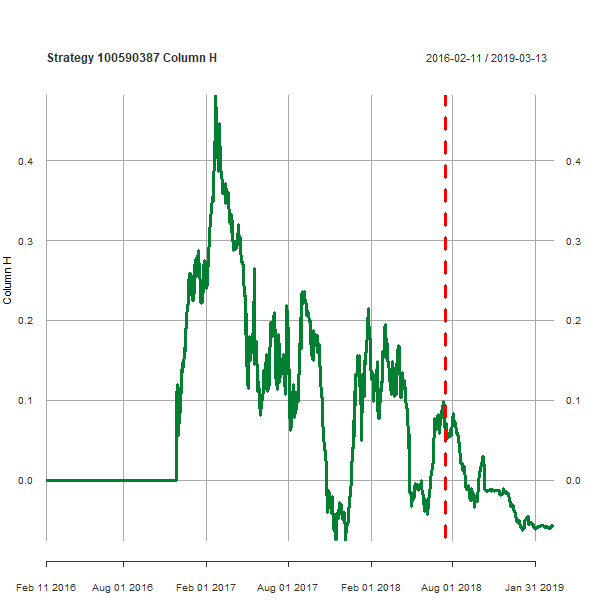 Strategy 100590387 Column H
2016-02-11 / 2019-03-13
Column H
0.4
0.4
0.3
0.3
0.2
0.2
0.1
0.1
0.0
0.0
Feb 11 2016
Aug 01 2016
Feb 01 2017
Aug 01 2017
Feb 01 2018
Aug 01 2018
Jan 31 2019